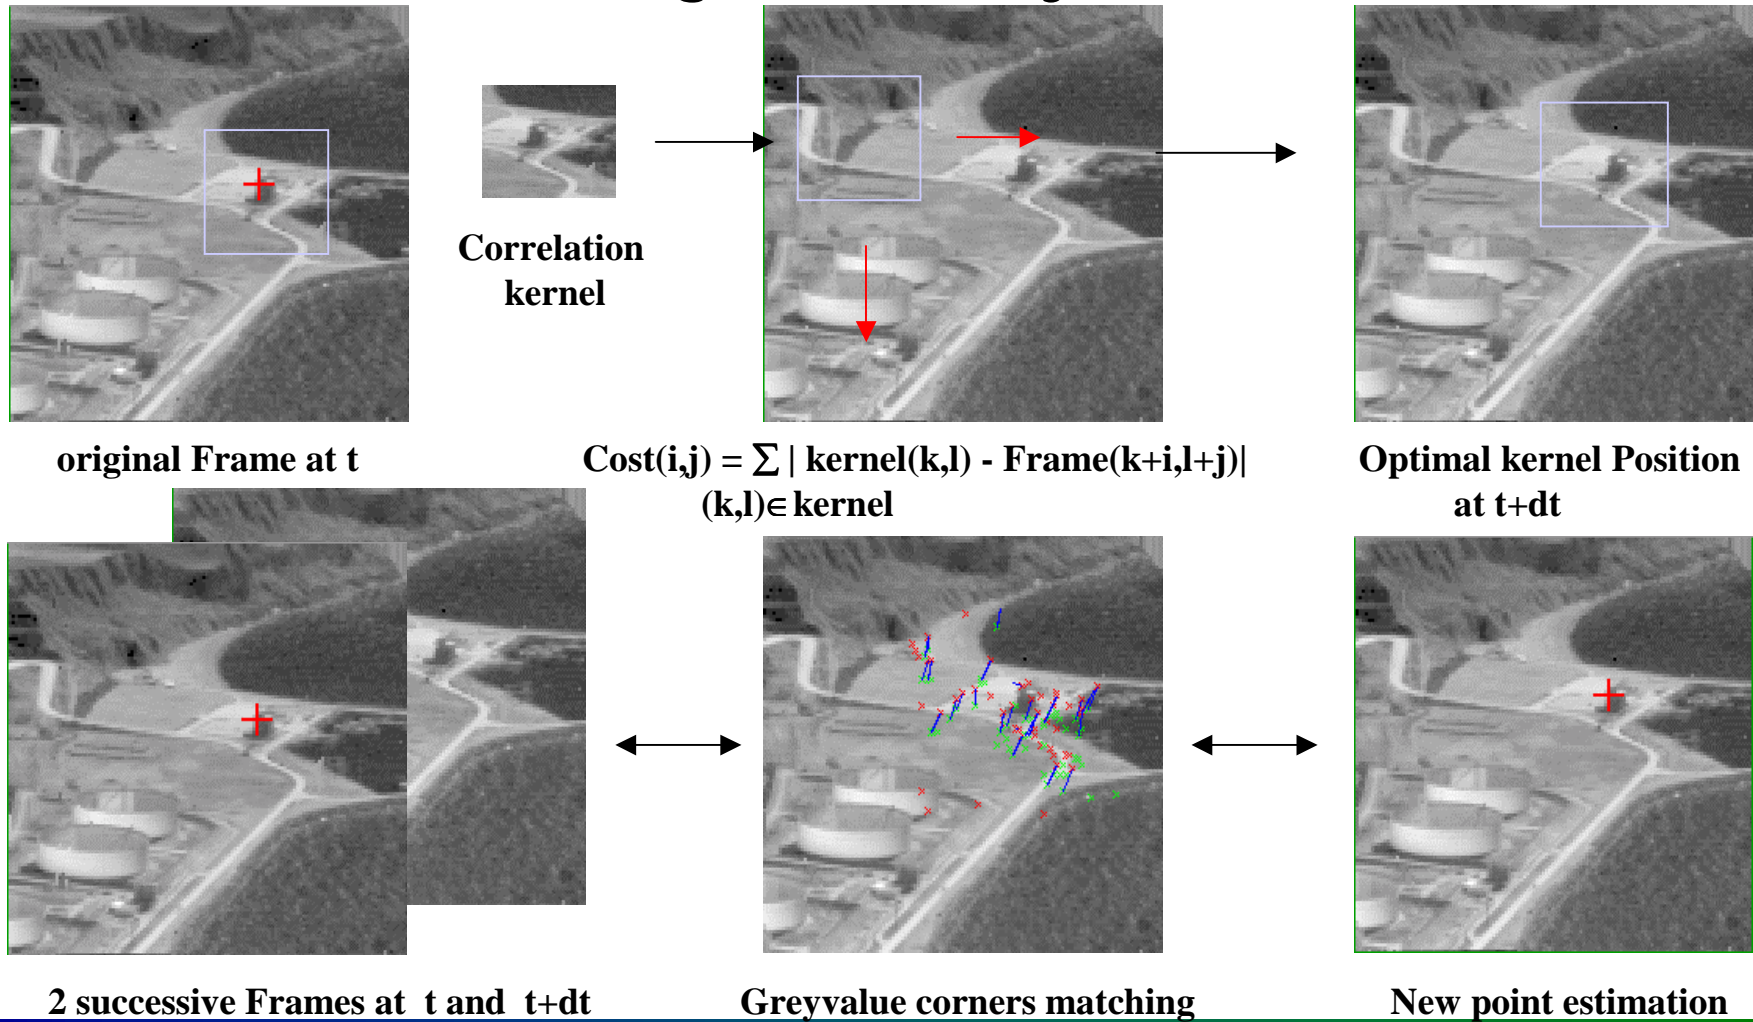 Correlation
kernel
original Frame at t
Cost(i,j) = ∑ | kernel(k,l) - Frame(k+i,l+j)|
(k,l)∈kernel
Optimal kernel Position
at t+dt
2 successive Frames at t and t+dt
Greyvalue corners matching
New point estimation